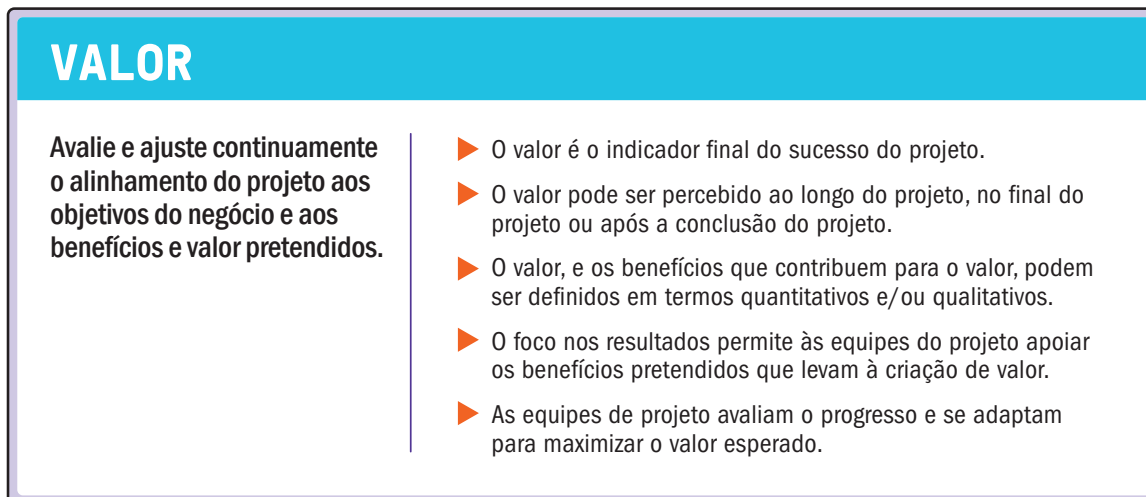 VALOR
Avalie e ajuste continuamente
o alinhamento do projeto aos
objetivos do negócio e aos
benefícios e valor pretendidos.
O valor é o indicador final do sucesso do projeto.
O valor pode ser percebido ao longo do projeto, no final do
projeto ou após a conclusão do projeto.
O valor, e os benefícios que contribuem para o valor, podem
ser definidos em termos quantitativos e/ou qualitativos.
O foco nos resultados permite às equipes do projeto apoiar
os benefícios pretendidos que levam à criação de valor.
As equipes de projeto avaliam o progresso e se adaptam
para maximizar o valor esperado.